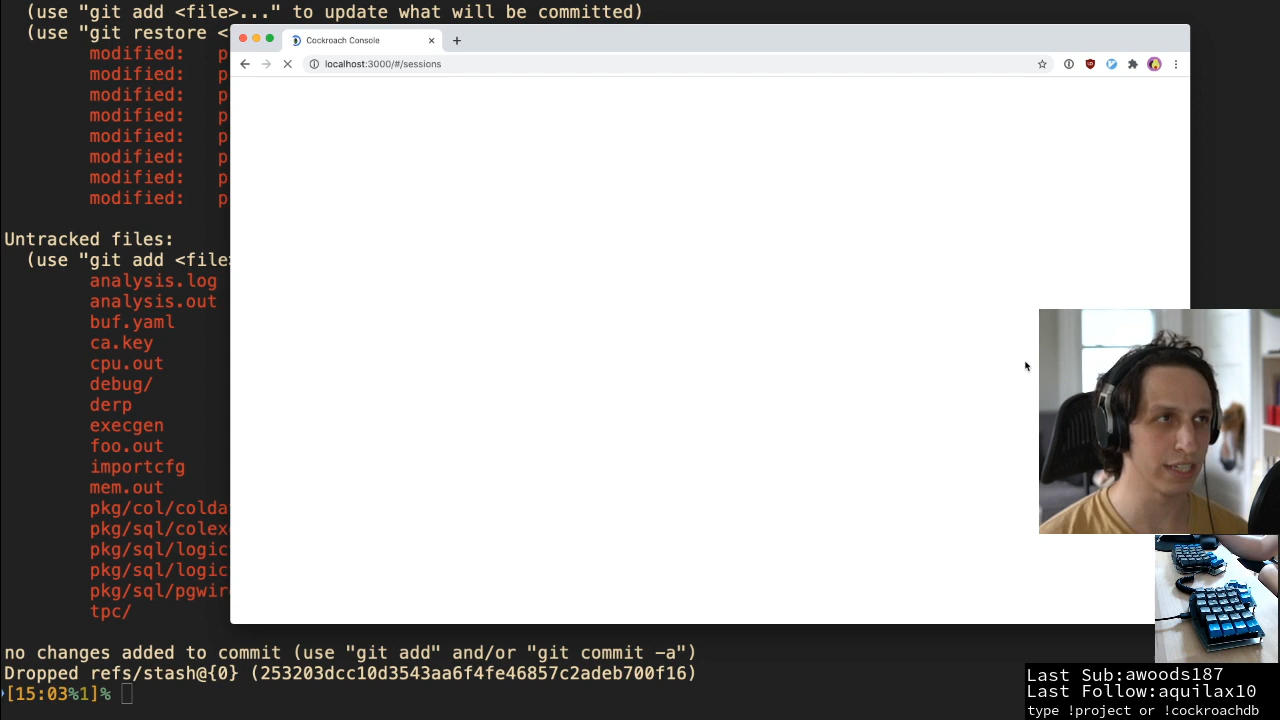 (use "git add <file>..." to update what will be committed)
(use "git restore <
modified: p
modified: p
modified: p
modified: p
modified: p
modified: p
modified: p
modified: p
Untracked files:
(use "git add <file>
analysis.log
analysis.out
buf.yaml
ca.key
cpu.out
debug/
derp
execgen
foo.out
importcfg
mem.out
pkg/col/colda
pkg/sql/colex
pkg/sql/logic
pkg/sql/logic
pkg/sql/pgwir
tpc/
no changes added to commit (use "git add" and/or "git commit -a")
Dropped refs/stash@{0} (253203dcc10d3543aa6f4fe46857c2adeb700f16)
[15:03%1]%
Cockroach Console
localhost:3000/#/sessions
Last Sub:awoods187
Last Follow:aquilax10
type !project or !cockroachdb